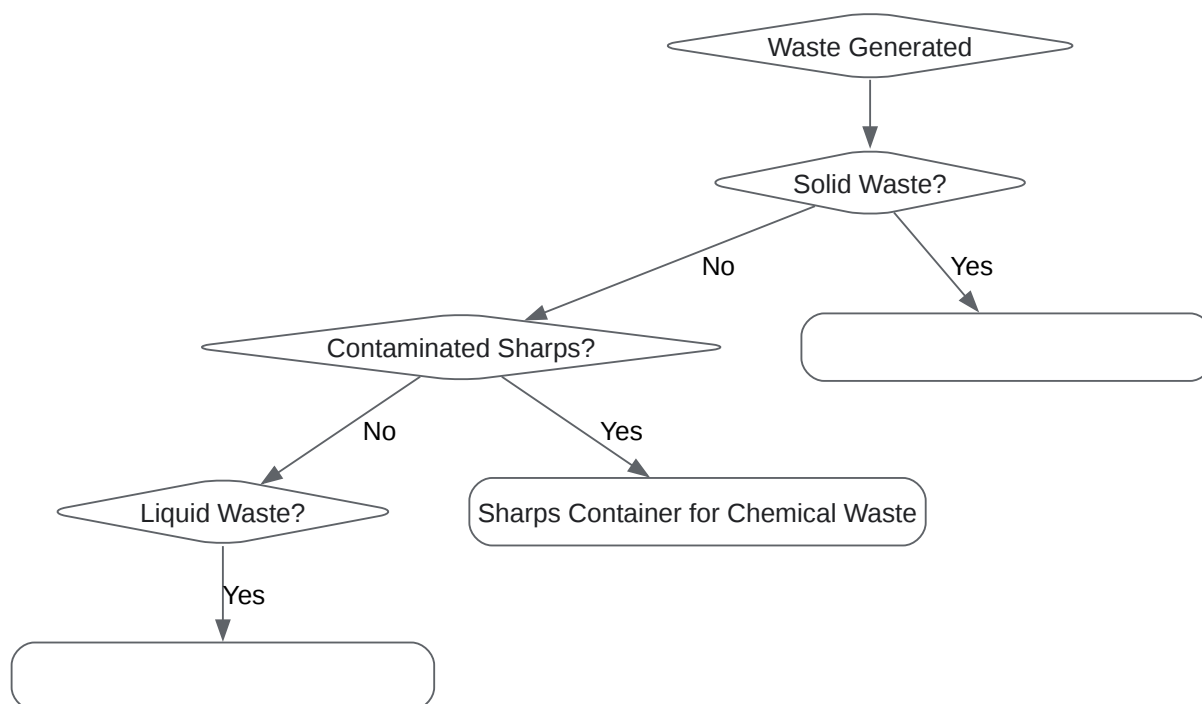 Waste Generated
Solid Waste?
No
Yes
Contaminated Sharps?
No
Yes
Liquid Waste?
Sharps Container for Chemical Waste
Yes